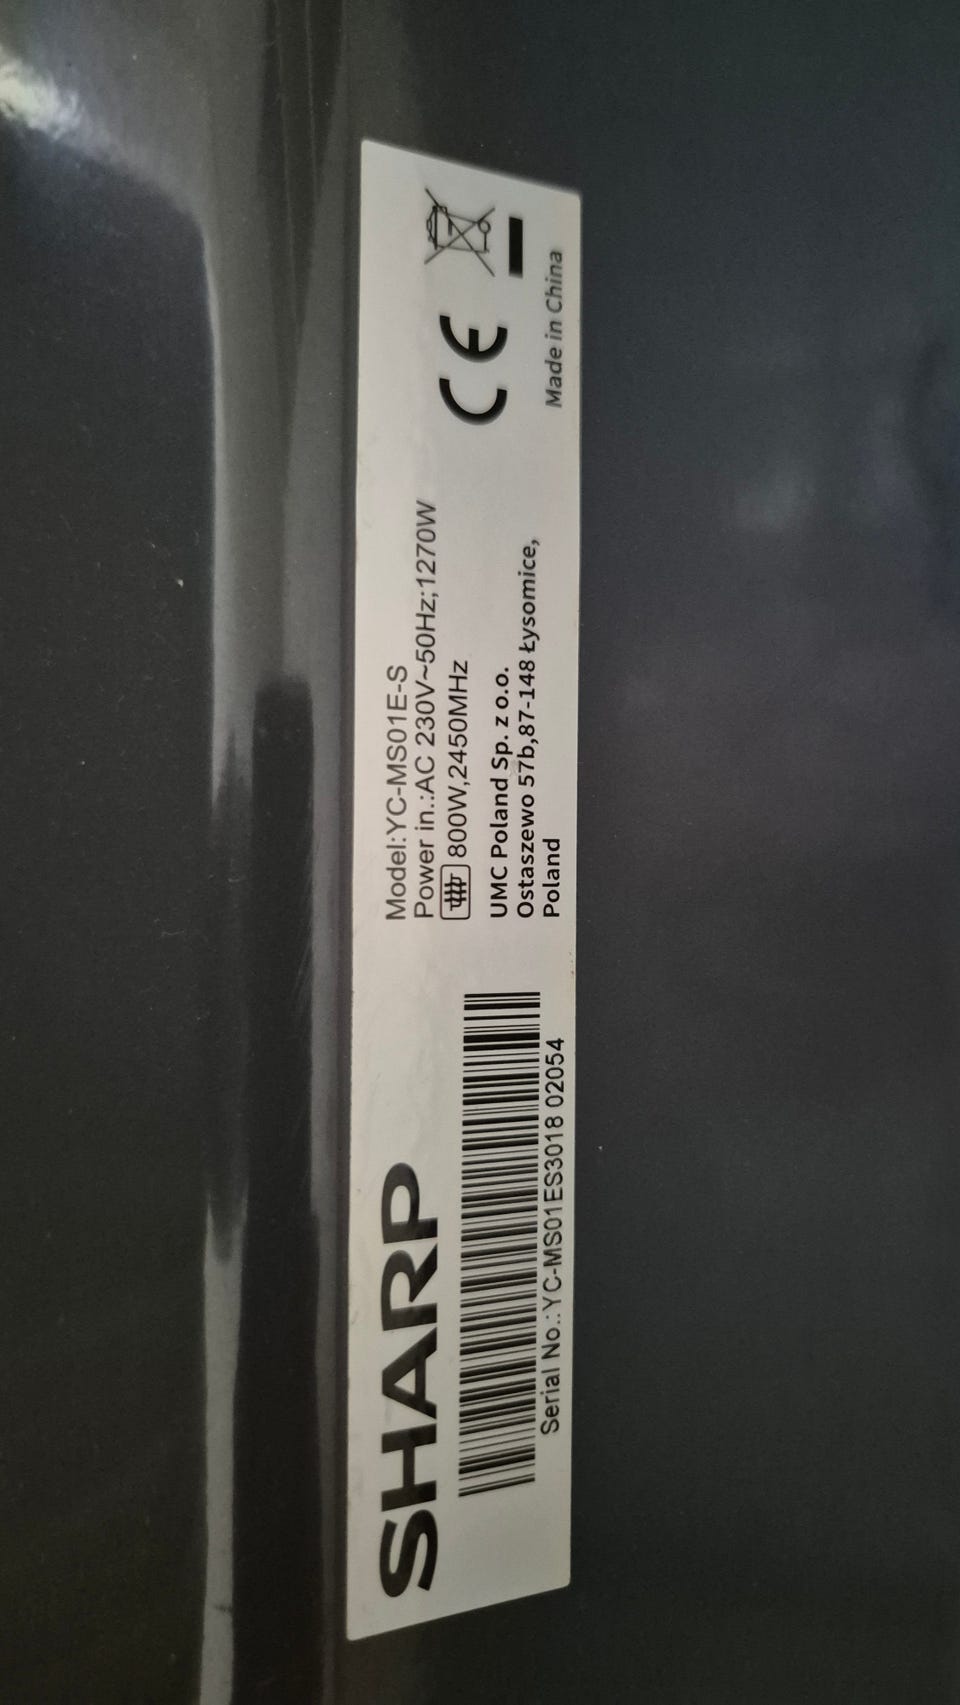 SHARP
Serial No.:YC-MS01ES3018 02054
Model:YC-MS01E-S
Power in.:AC 230V~50Hz;1270W
800W,2450MHz
UMC Poland Sp. z o.o.
Ostaszewo 57b,87-148 Łysomice,
Poland
CE
Made in China